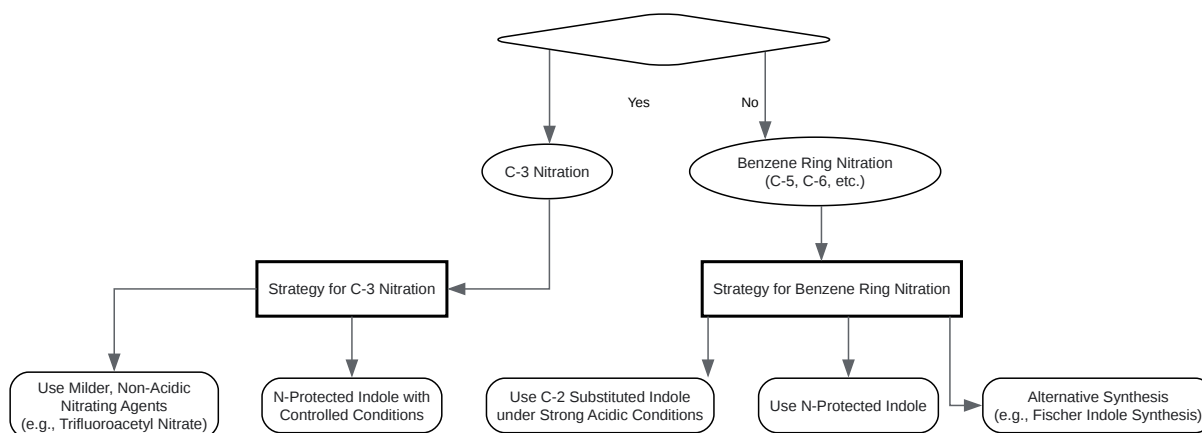 Yes
No
C-3 Nitration
Benzene Ring Nitration
(C-5, C-6, etc.)
Strategy for C-3 Nitration
Strategy for Benzene Ring Nitration
Use Milder, Non-Acidic
Nitrating Agents
(e.g., Trifluoroacetyl Nitrate)
N-Protected Indole with
Controlled Conditions
Use C-2 Substituted Indole
under Strong Acidic Conditions
Use N-Protected Indole
Alternative Synthesis
(e.g., Fischer Indole Synthesis)